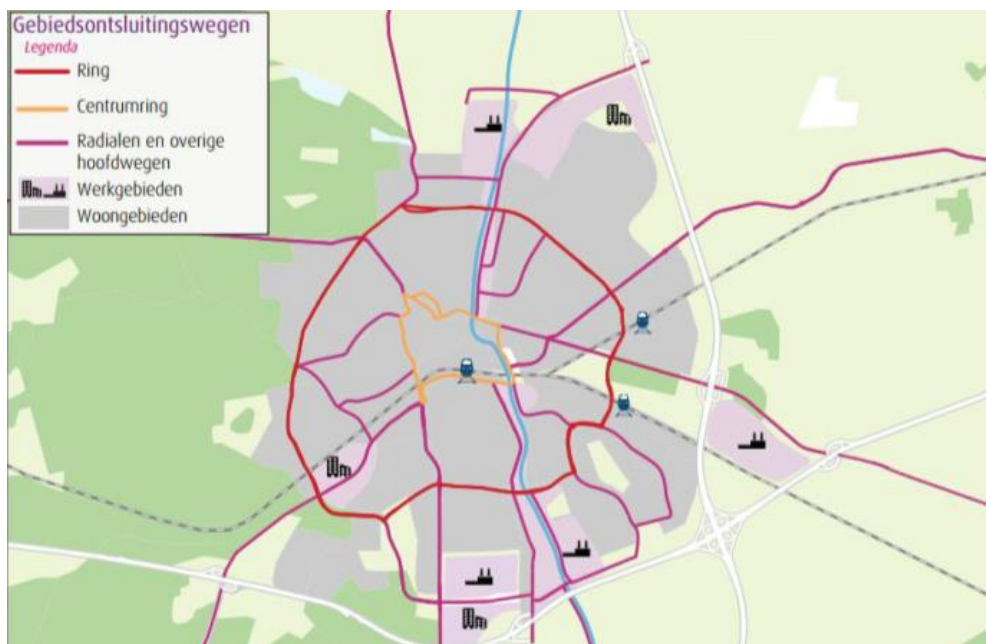 Gebiedsontsluitingswegen
Legenda
Ring
Centrumring
Radialen en overige
hoofdwegen
Werkgebieden
Woongebieden